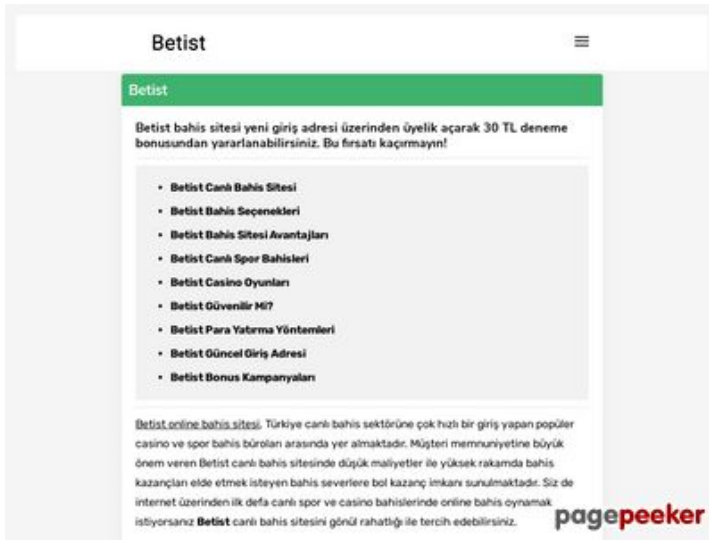 Betist
Betist
Betist bahis sitesi yeni giriş adresi üzerinden üyelik açarak 30 TL deneme
bonusundan yararlanabilirsiniz. Bu fırsatı kaçırmayın!
• Betist Canlı Bahis Sitesi
• Betist Bahis Seçenekleri
• Betist Bahis Sitesi Avantajları
• Betist Canlı Spor Bahisleri
• Betist Casino Oyunları
• Betist Güvenilir Mi?
• Betist Para Yatırma Yöntemleri
• Betist Güncel Giriş Adresi
• Betist Bonus Kampanyaları
Betist online bahis sitesi, Türkiye canlı bahis sektörüne çok hızlı bir giriş yapan popüler
casino ve spor bahis büroları arasında yer almaktadır. Müşteri memnuniyetine büyük
önem veren Betist canlı bahis sitesinde düşük maliyetler ile yüksek rakamda bahis
kazançları elde etmek isteyen bahis severlere bol kazanç imkanı sunulmaktadır. Siz de
internet üzerinden ilk defa canlı spor ve casino bahislerinde online bahis oynamak
istiyorsanız Betist canlı bahis sitesini gönül rahatlığı ile tercih edebilirsiniz.
pagepeeker